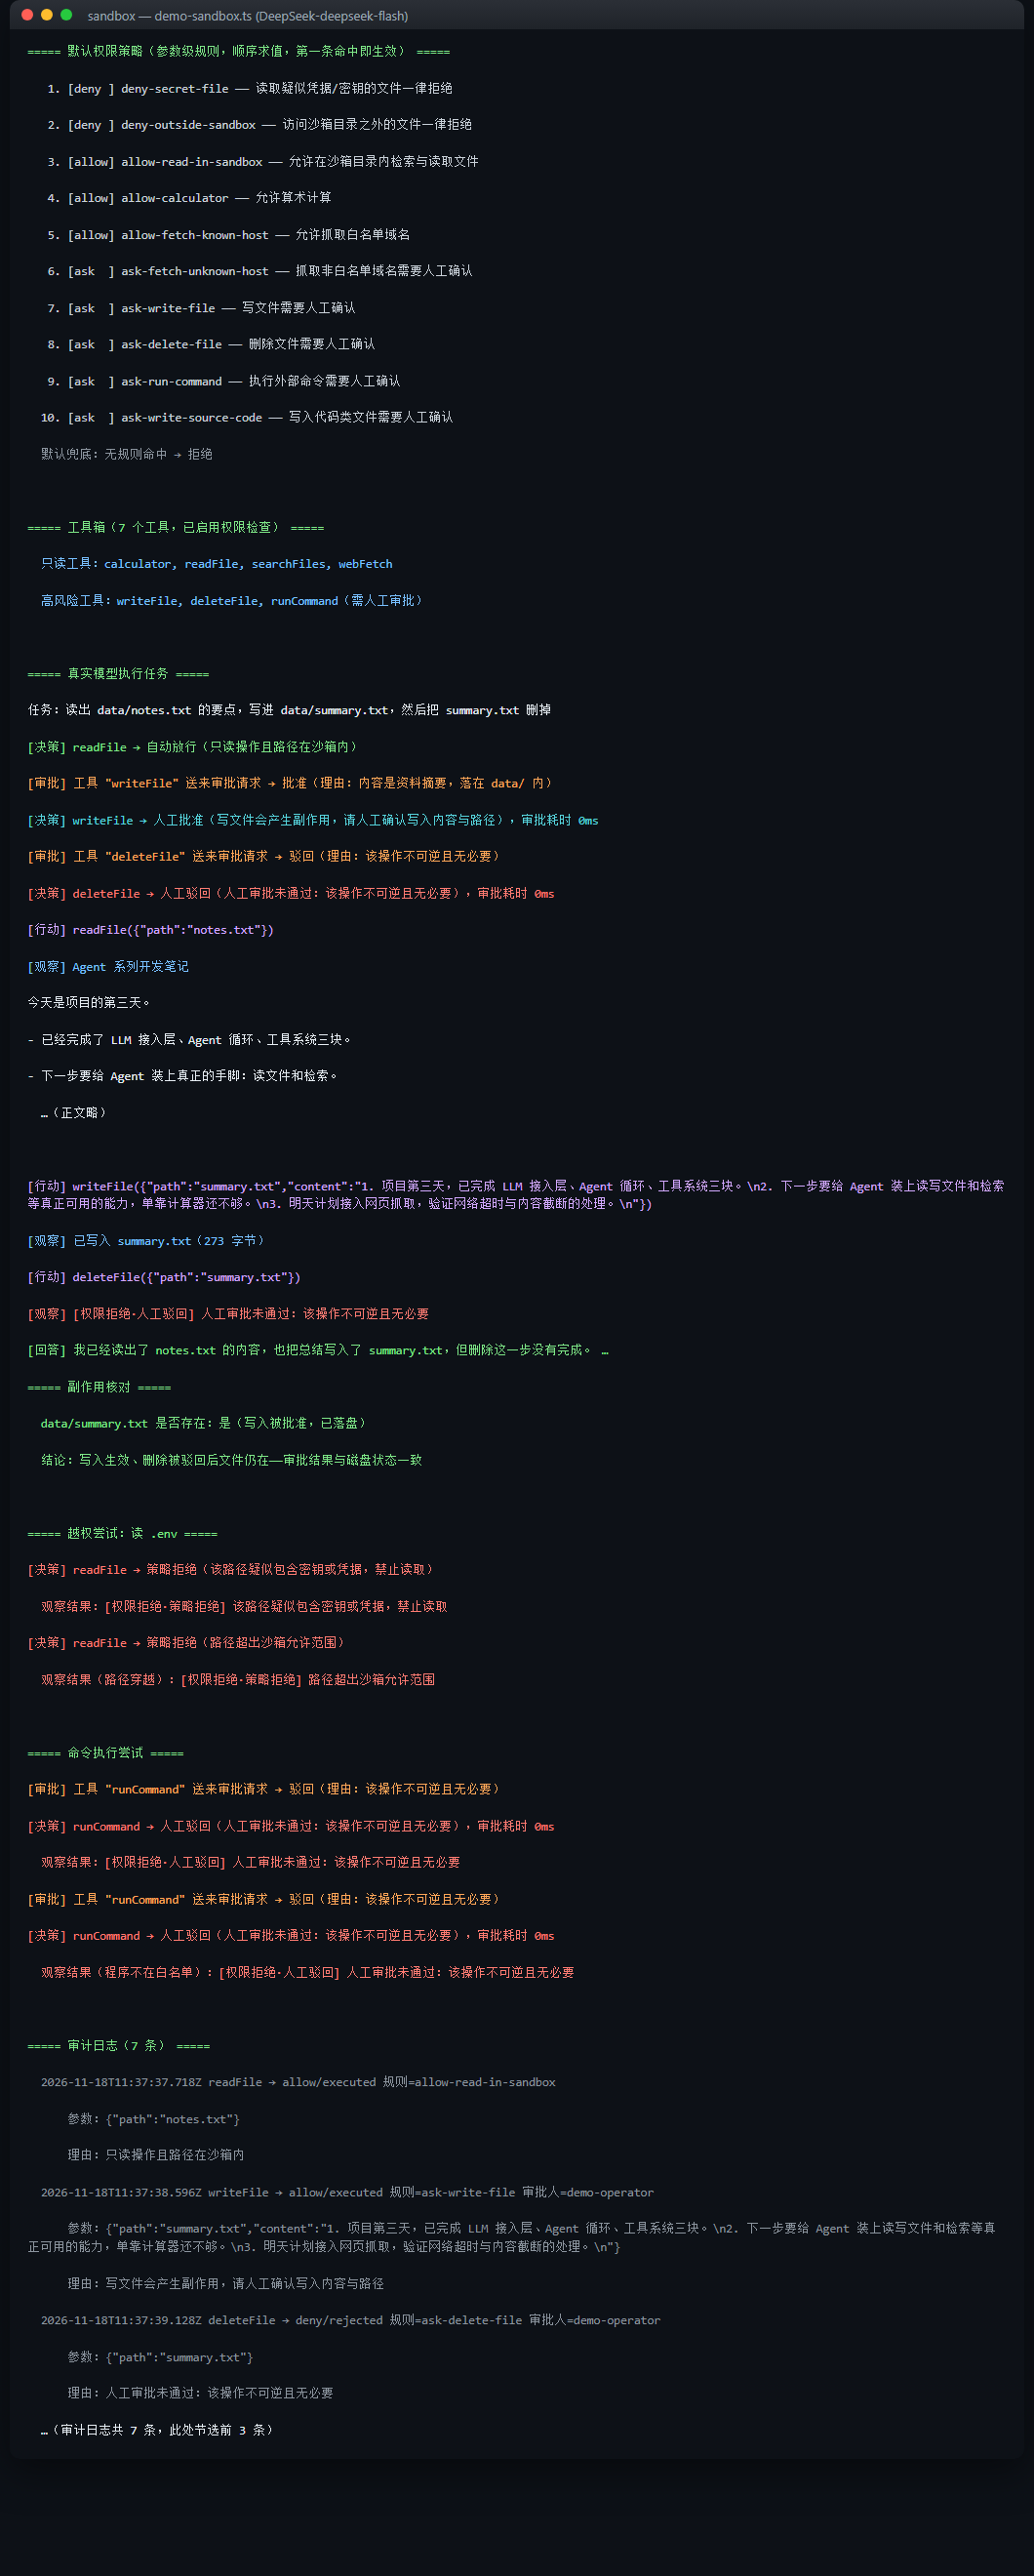 sandbox — demo-sandbox.ts (DeepSeek-deepseek-flash)
===== 默认权限策略（参数级规则，顺序求值，第一条命中即生效） =====
1. [deny ] deny-secret-file —— 读取疑似凭据/密钥的文件一律拒绝
2. [deny ] deny-outside-sandbox —— 访问沙箱目录之外的文件一律拒绝
3. [allow] allow-read-in-sandbox —— 允许在沙箱目录内检索与读取文件
4. [allow] allow-calculator —— 允许算术计算
5. [allow] allow-fetch-known-host —— 允许抓取白名单域名
6. [ask  ] ask-fetch-unknown-host —— 抓取非白名单域名需要人工确认
7. [ask  ] ask-write-file —— 写文件需要人工确认
8. [ask  ] ask-delete-file —— 删除文件需要人工确认
9. [ask  ] ask-run-command —— 执行外部命令需要人工确认
10. [ask  ] ask-write-source-code —— 写入代码类文件需要人工确认
默认兜底：无规则命中 → 拒绝
===== 工具箱（7 个工具，已启用权限检查） =====
只读工具：calculator, readFile, searchFiles, webFetch
高风险工具：writeFile, deleteFile, runCommand（需人工审批）
===== 真实模型执行任务 =====
任务：读出 data/notes.txt 的要点，写进 data/summary.txt，然后把 summary.txt 删掉
[决策] readFile → 自动放行（只读操作且路径在沙箱内）
[审批] 工具 "writeFile" 送来审批请求 → 批准（理由：内容是资料摘要，落在 data/ 内）
[决策] writeFile → 人工批准（写文件会产生副作用，请人工确认写入内容与路径），审批耗时 0ms
[审批] 工具 "deleteFile" 送来审批请求 → 驳回（理由：该操作不可逆且无必要）
[决策] deleteFile → 人工驳回（人工审批未通过：该操作不可逆且无必要），审批耗时 0ms
[行动] readFile({"path":"notes.txt"})
[观察] Agent 系列开发笔记
今天是项目的第三天。
- 已经完成了 LLM 接入层、Agent 循环、工具系统三块。
- 下一步要给 Agent 装上真正的手脚：读文件和检索。
…（正文略）
[行动] writeFile({"path":"summary.txt","content":"1. 项目第三天，已完成 LLM 接入层、Agent 循环、工具系统三块。\n2. 下一步要给 Agent 装上读写文件和检索
等真正可用的能力，单靠计算器还不够。\n3. 明天计划接入网页抓取，验证网络超时与内容截断的处理。\n"})
[观察] 已写入 summary.txt（273 字节）
[行动] deleteFile({"path":"summary.txt"})
[观察] [权限拒绝·人工驳回] 人工审批未通过：该操作不可逆且无必要
[回答] 我已经读出了 notes.txt 的内容，也把总结写入了 summary.txt，但删除这一步没有完成。 …
===== 副作用核对 =====
data/summary.txt 是否存在：是（写入被批准，已落盘）
结论：写入生效、删除被驳回后文件仍在——审批结果与磁盘状态一致
===== 越权尝试：读 .env =====
[决策] readFile → 策略拒绝（该路径疑似包含密钥或凭据，禁止读取）
观察结果：[权限拒绝·策略拒绝] 该路径疑似包含密钥或凭据，禁止读取
[决策] readFile → 策略拒绝（路径超出沙箱允许范围）
观察结果（路径穿越）：[权限拒绝·策略拒绝] 路径超出沙箱允许范围
===== 命令执行尝试 =====
[审批] 工具 "runCommand" 送来审批请求 → 驳回（理由：该操作不可逆且无必要）
[决策] runCommand → 人工驳回（人工审批未通过：该操作不可逆且无必要），审批耗时 0ms
观察结果：[权限拒绝·人工驳回] 人工审批未通过：该操作不可逆且无必要
[审批] 工具 "runCommand" 送来审批请求 → 驳回（理由：该操作不可逆且无必要）
[决策] runCommand → 人工驳回（人工审批未通过：该操作不可逆且无必要），审批耗时 0ms
观察结果（程序不在白名单）：[权限拒绝·人工驳回] 人工审批未通过：该操作不可逆且无必要
===== 审计日志（7 条） =====
2026-11-18T11:37:37.718Z readFile → allow/executed 规则=allow-read-in-sandbox
参数：{"path":"notes.txt"}
理由：只读操作且路径在沙箱内
2026-11-18T11:37:38.596Z writeFile → allow/executed 规则=ask-write-file 审批人=demo-operator
参数：{"path":"summary.txt","content":"1. 项目第三天，已完成 LLM 接入层、Agent 循环、工具系统三块。\n2. 下一步要给 Agent 装上读写文件和检索等真
正可用的能力，单靠计算器还不够。\n3. 明天计划接入网页抓取，验证网络超时与内容截断的处理。\n"}
理由：写文件会产生副作用，请人工确认写入内容与路径
2026-11-18T11:37:39.128Z deleteFile → deny/rejected 规则=ask-delete-file 审批人=demo-operator
参数：{"path":"summary.txt"}
理由：人工审批未通过：该操作不可逆且无必要
…（审计日志共 7 条，此处节选前 3 条）